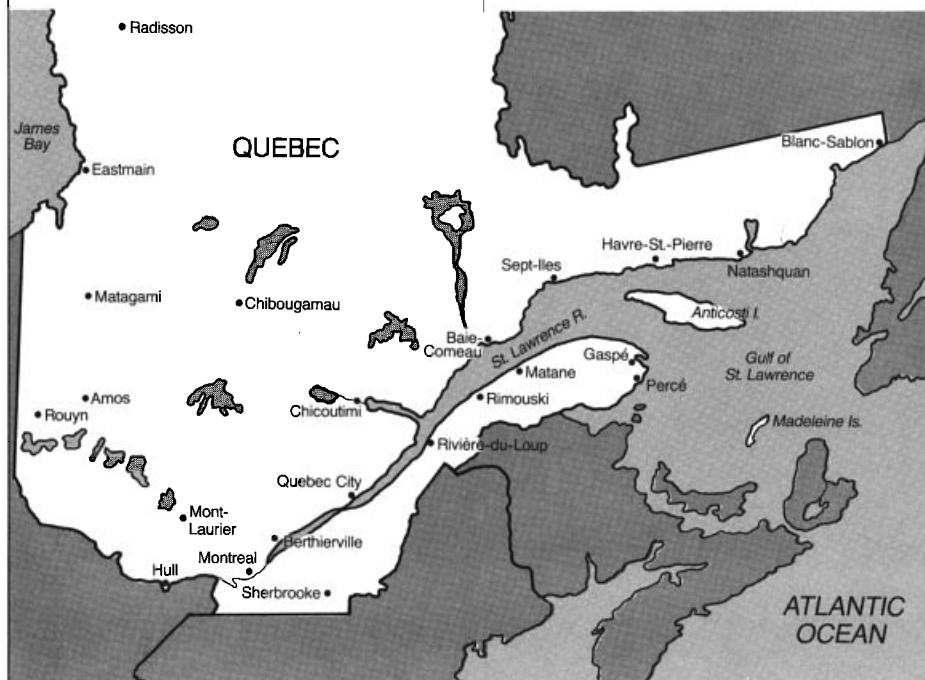 Radisson
James
Bay
QUEBEC
Blanc-Sablon
Eastmain
Havre-St.-Pierre
Sept-Iles
Natashquan
Matagami
Chibougamau
Anticosti I.
Baie-
Comeau
St. Lawrence R.
Gaspé
Gulf of
St. Lawrence
Matane
Percé
Amos
Chicoutimi
Rimouski
Rouyn
Madeleine Is.
Rivière-du-Loup
Quebec City
Mont-
Laurier
Berthierville
Montreal
Hull
Sherbrooke
ATLANTIC
OCEAN